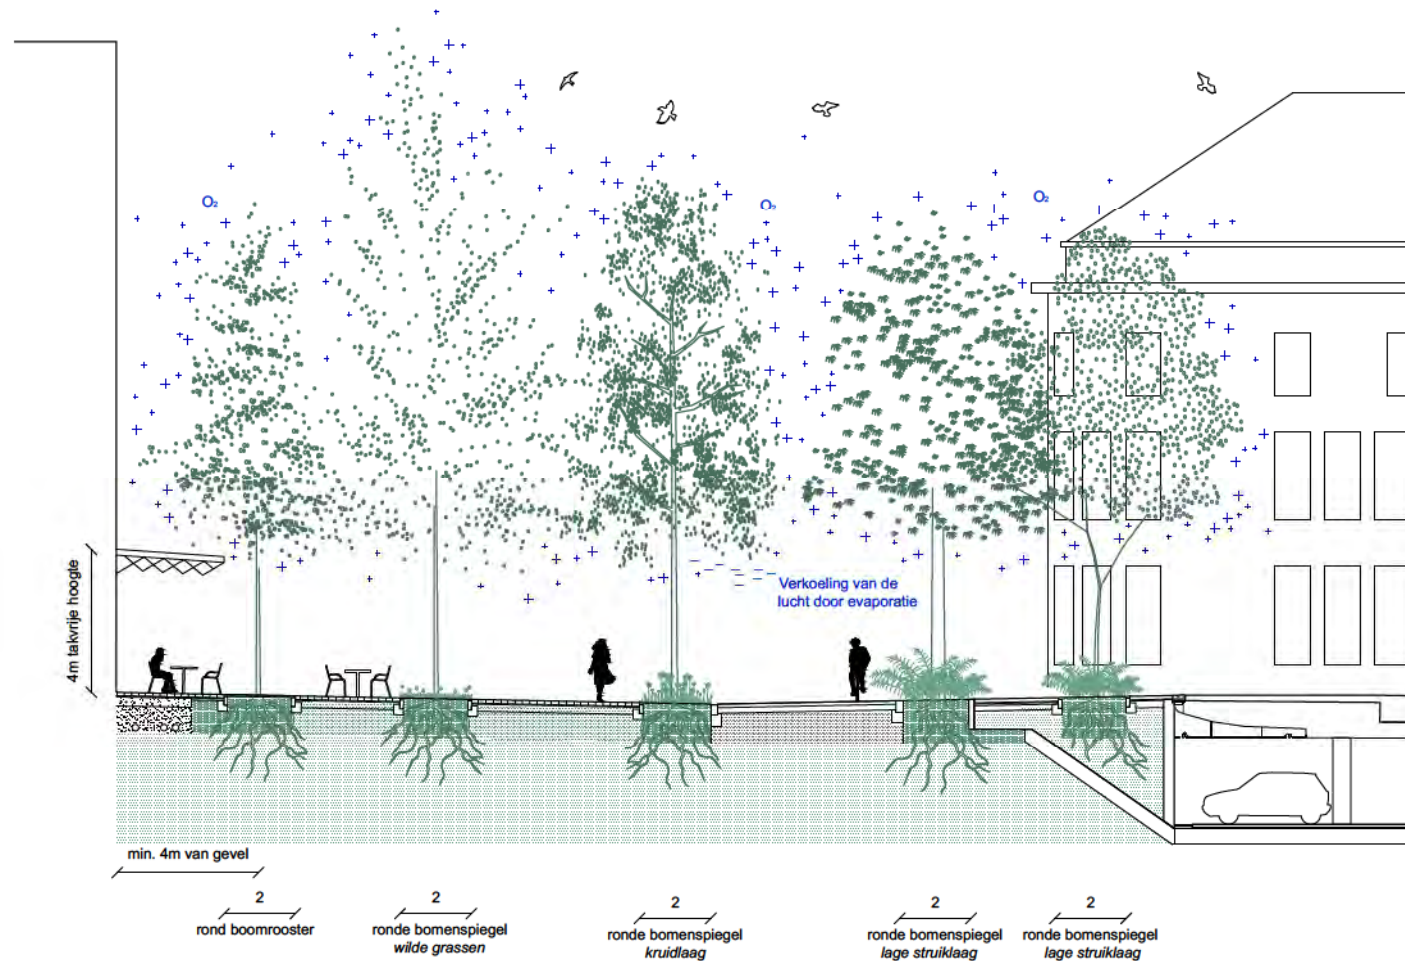 O₂
O₂
O₂
Verkoeling van de
lucht door evaporatie
4m takvrije hoogte
min. 4m van gevel
2
rond boomrooster
2
ronde bomenspiegel
wilde grassen
2
ronde bomenspiegel
kruidlaag
2
ronde bomenspiegel
lage struiklaag
2
ronde bomenspiegel
lage struiklaag